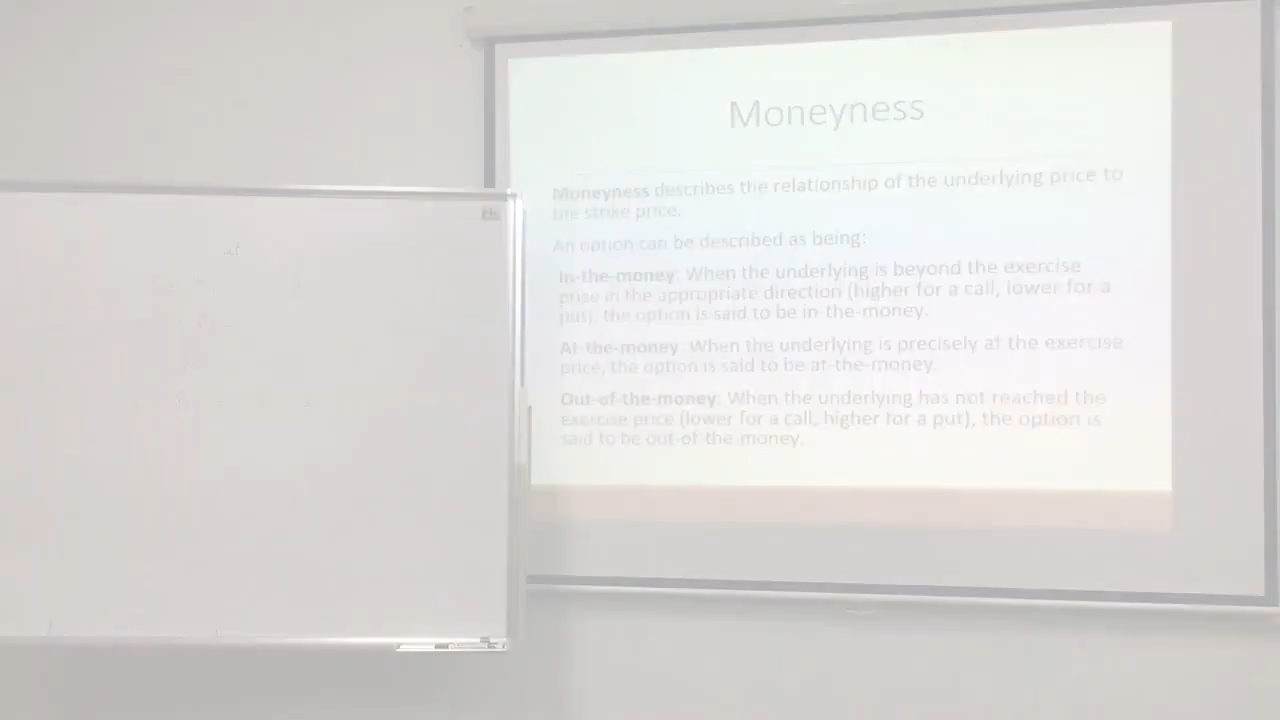 Moneyness
Moneyness describes the relationship of the underlying price to
the strike price.
An option can be described as being:
In-the-money: When the underlying is beyond the exercise
price in the appropriate direction (higher for a call, lower for a
put), the option is said to be in-the-money.
At-the-money: When the underlying is precisely at the exercise
price, the option is said to be at-the-money.
Out-of-the-money: When the underlying has not reached the
exercise price (lower for a call, higher for a put), the option is
said to be out-of-the-money.